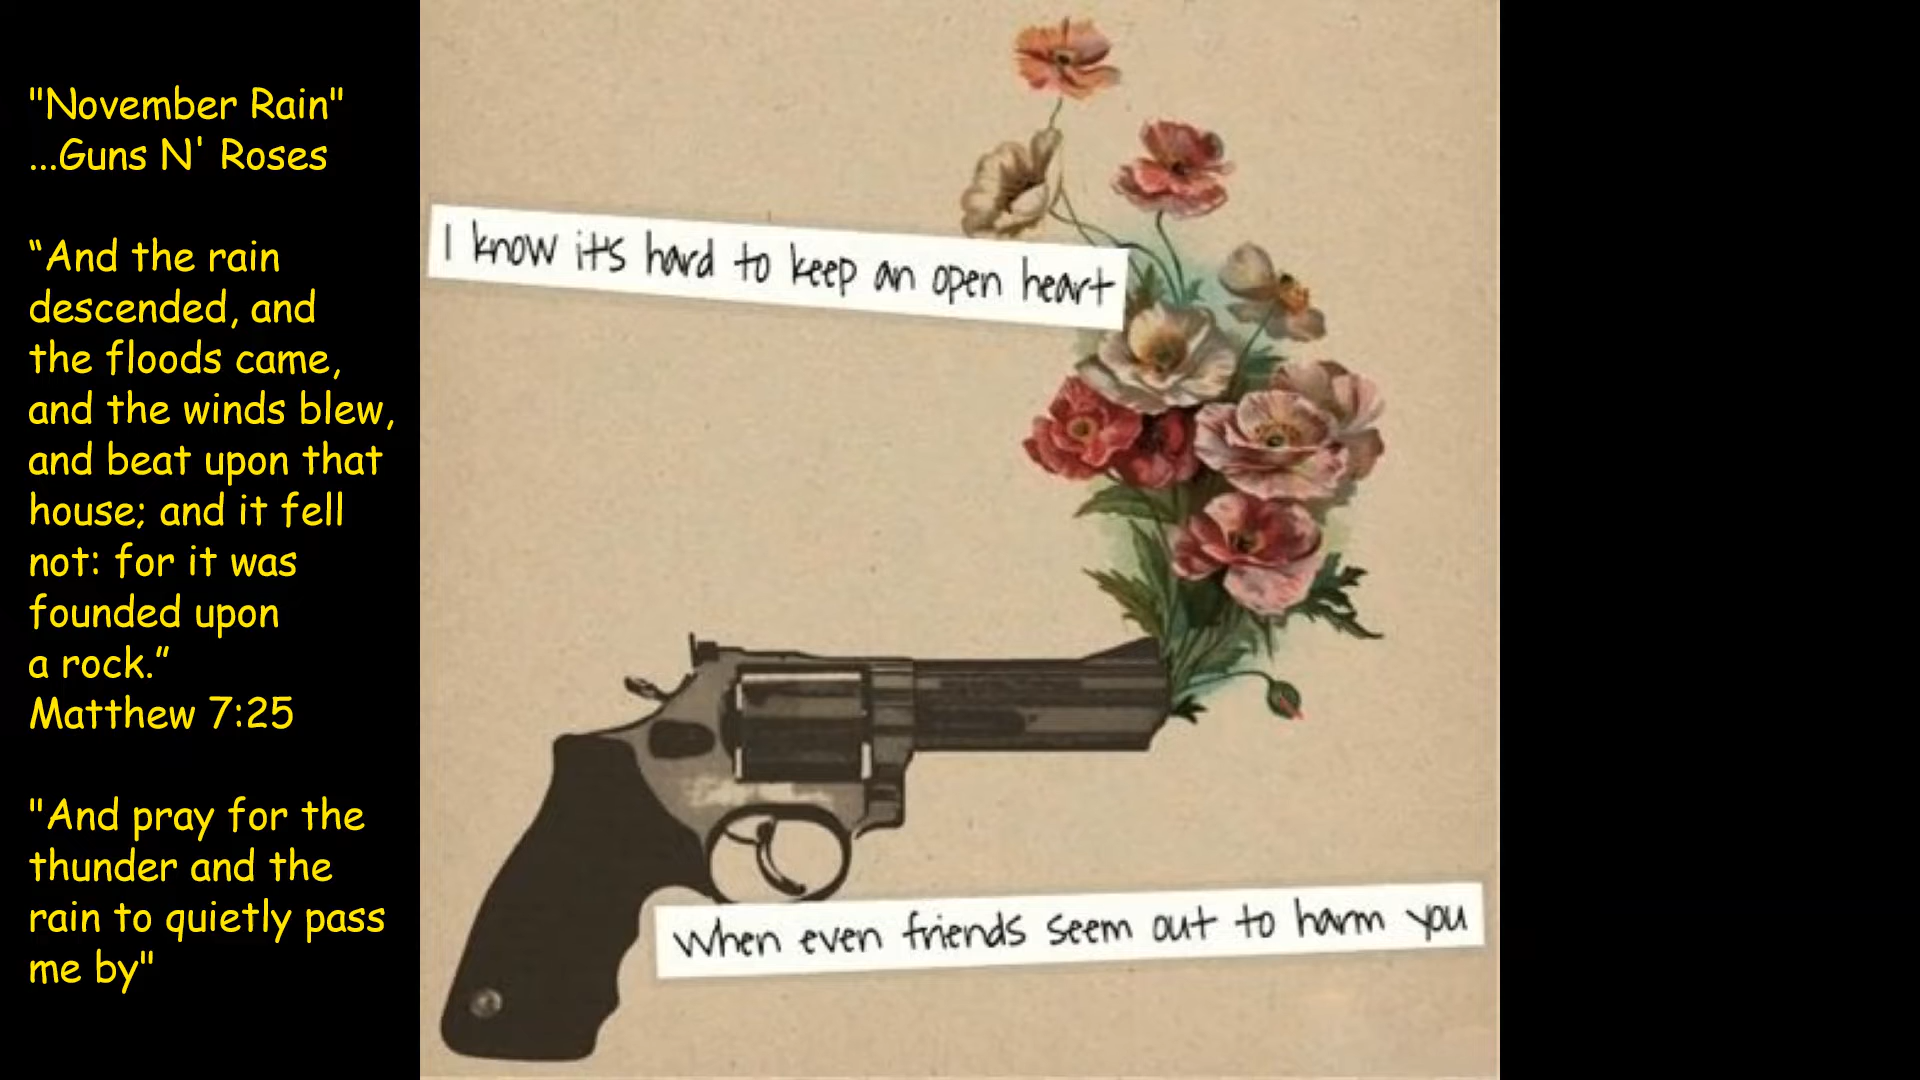 "November Rain"
...Guns N' Roses
“And the rain
descended, and
the floods came,
and the winds blew,
and beat upon that
house; and it fell
not: for it was
founded upon
a rock.”
Matthew 7:25
"And pray for the
thunder and the
rain to quietly pass
me by"
I know it's hard to keep an open heart
When even friends seem out to harm you